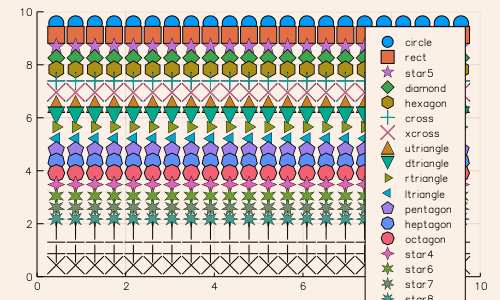 10
8
6
4
2
0
0
2
4
6
10
circle
rect
star5
diamond
hexagon
cross
xcross
utriangle
dtriangle
rtriangle
ltriangle
pentagon
heptagon
octagon
star4
star6
star7
star8